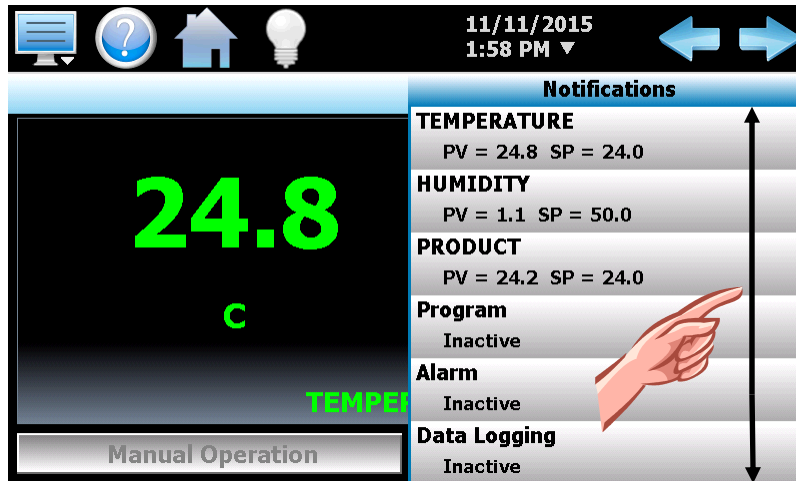 ?
11/11/2015
1:58 PM ▼
Notifications
24.8
C
TEMPER
Manual Operation
TEMPERATURE
PV = 24.8 SP = 24.0
HUMIDITY
PV = 1.1 SP = 50.0
PRODUCT
PV = 24.2 SP = 24.0
Program
Inactive
Alarm
Inactive
Data Logging
Inactive